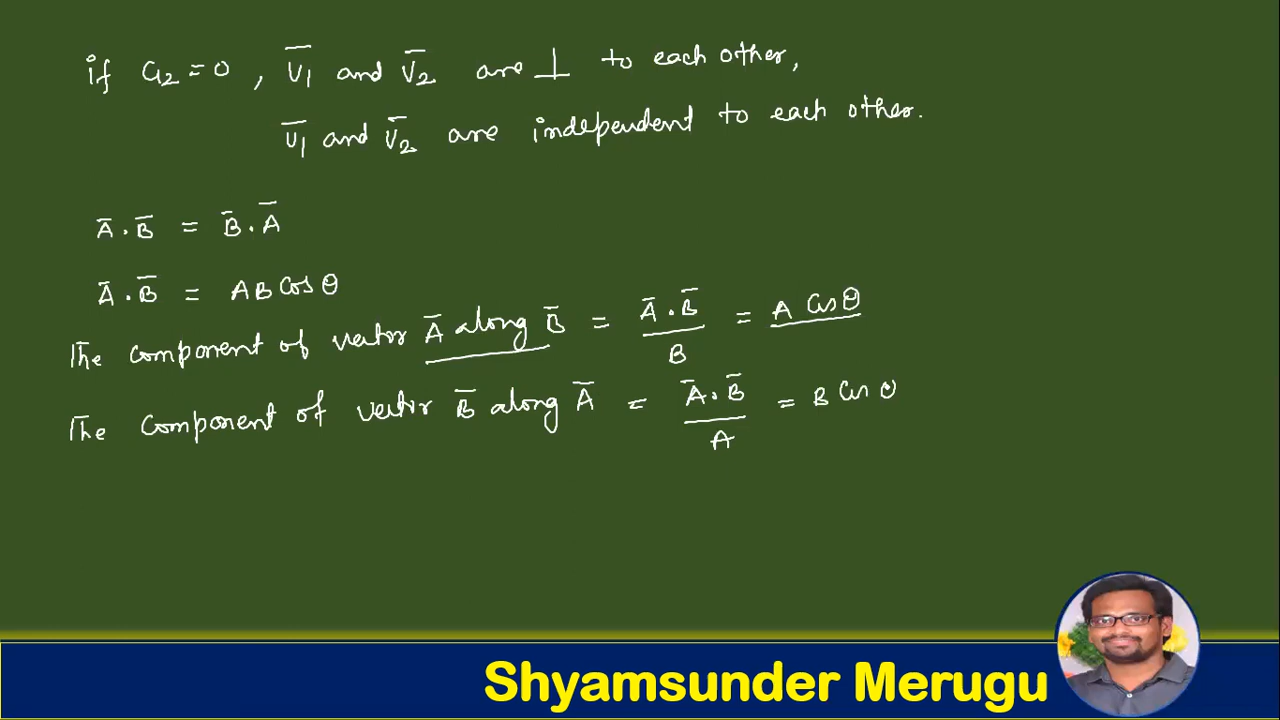 if C₁₂ = 0, V̄₁ and V̄₂ are ⊥ to each other,
V̄₁ and V̄₂ are independent to each other.
Ā . B̄ = B̄ . Ā
Ā . B̄ = AB Cos θ
The component of vector Ā along B̄ = Ā . B̄ / B = A Cos θ
The component of vector B̄ along Ā = Ā . B̄ / A = B Cos θ
Shyamsunder Merugu